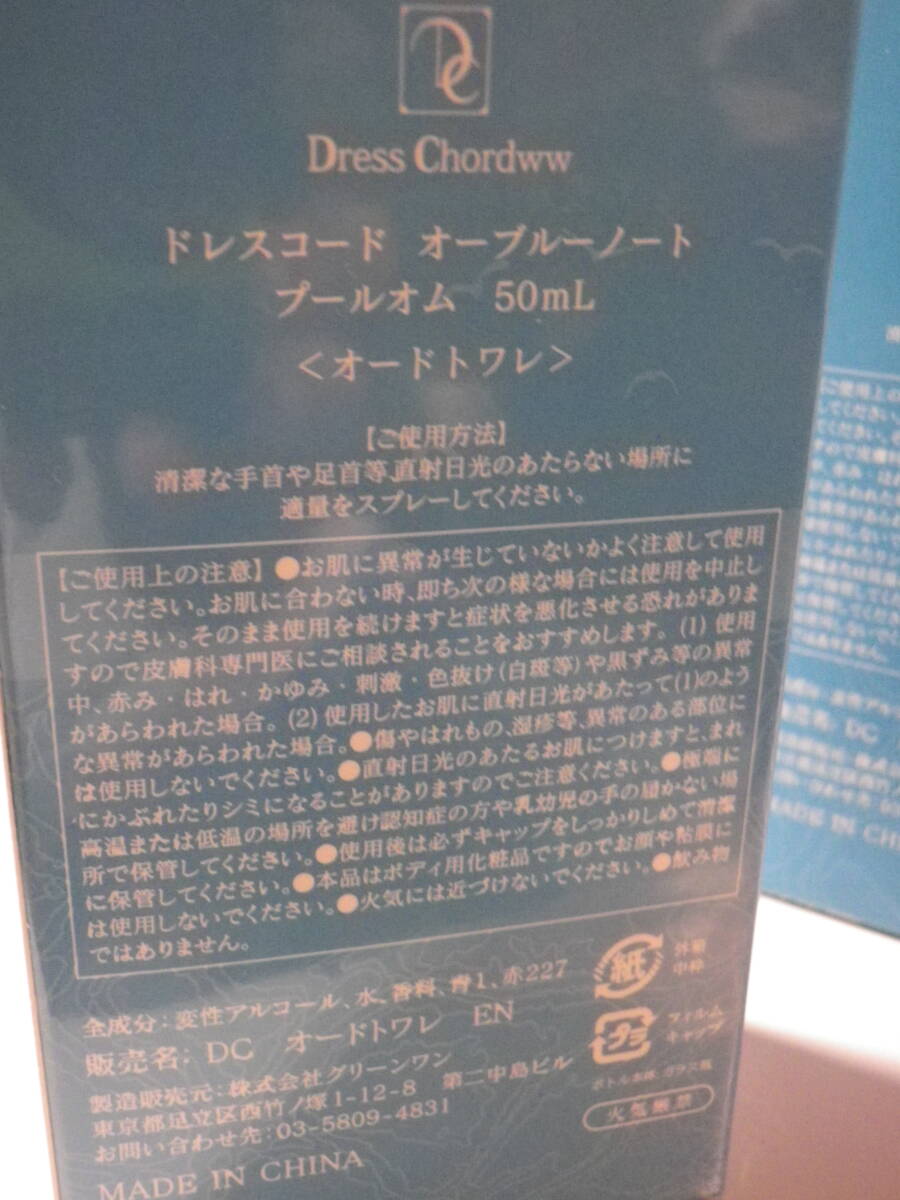 DC
Dress Chordww
ドレスコード オーブルーノート
プールオム 50mL
<オードトワレ>
【ご使用方法】
清潔な手首や足首等、直射日光のあたらない場所に
適量をスプレーしてください。
【ご使用上の注意】●お肌に異常が生じていないかよく注意して使用
してください。お肌に合わない時、即ち次の様な場合には使用を中止し
てください。そのまま使用を続けますと症状を悪化させる恐れがありま
すので皮膚科専門医にご相談されることをおすすめします。(1) 使用
中、赤み・はれ・かゆみ・刺激・色抜け(白斑等)や黒ずみ等の異常
があらわれた場合。(2) 使用したお肌に直射日光があたって(1)のよう
な異常があらわれた場合。●傷やはれもの、湿疹等、異常のある部位に
は使用しないでください。●直射日光のあたるお肌につけますと、まれ
にかぶれたりシミになることがありますのでご注意ください。●極端に
高温または低温の場所を避け認知症の方や乳幼児の手の届かない場
所で保管してください。●使用後は必ずキャップをしっかりしめて清潔
に保管してください。●本品はボディ用化粧品ですのでお顔や粘膜に
は使用しないでください。●火気には近づけないでください。●飲み物
ではありません。
全成分:変性アルコール、水、香料、青1、赤227
販売名:DC オードトワレ EN
製造販売元:株式会社グリーンワン
東京都足立区西竹ノ塚1-12-8 第二中島ビル
お問い合わせ先:03-5809-4831
MADE IN CHINA
紙
外箱
中枠
プラ
フィルム
キャップ
ボトル本体:ガラス瓶
火気厳禁